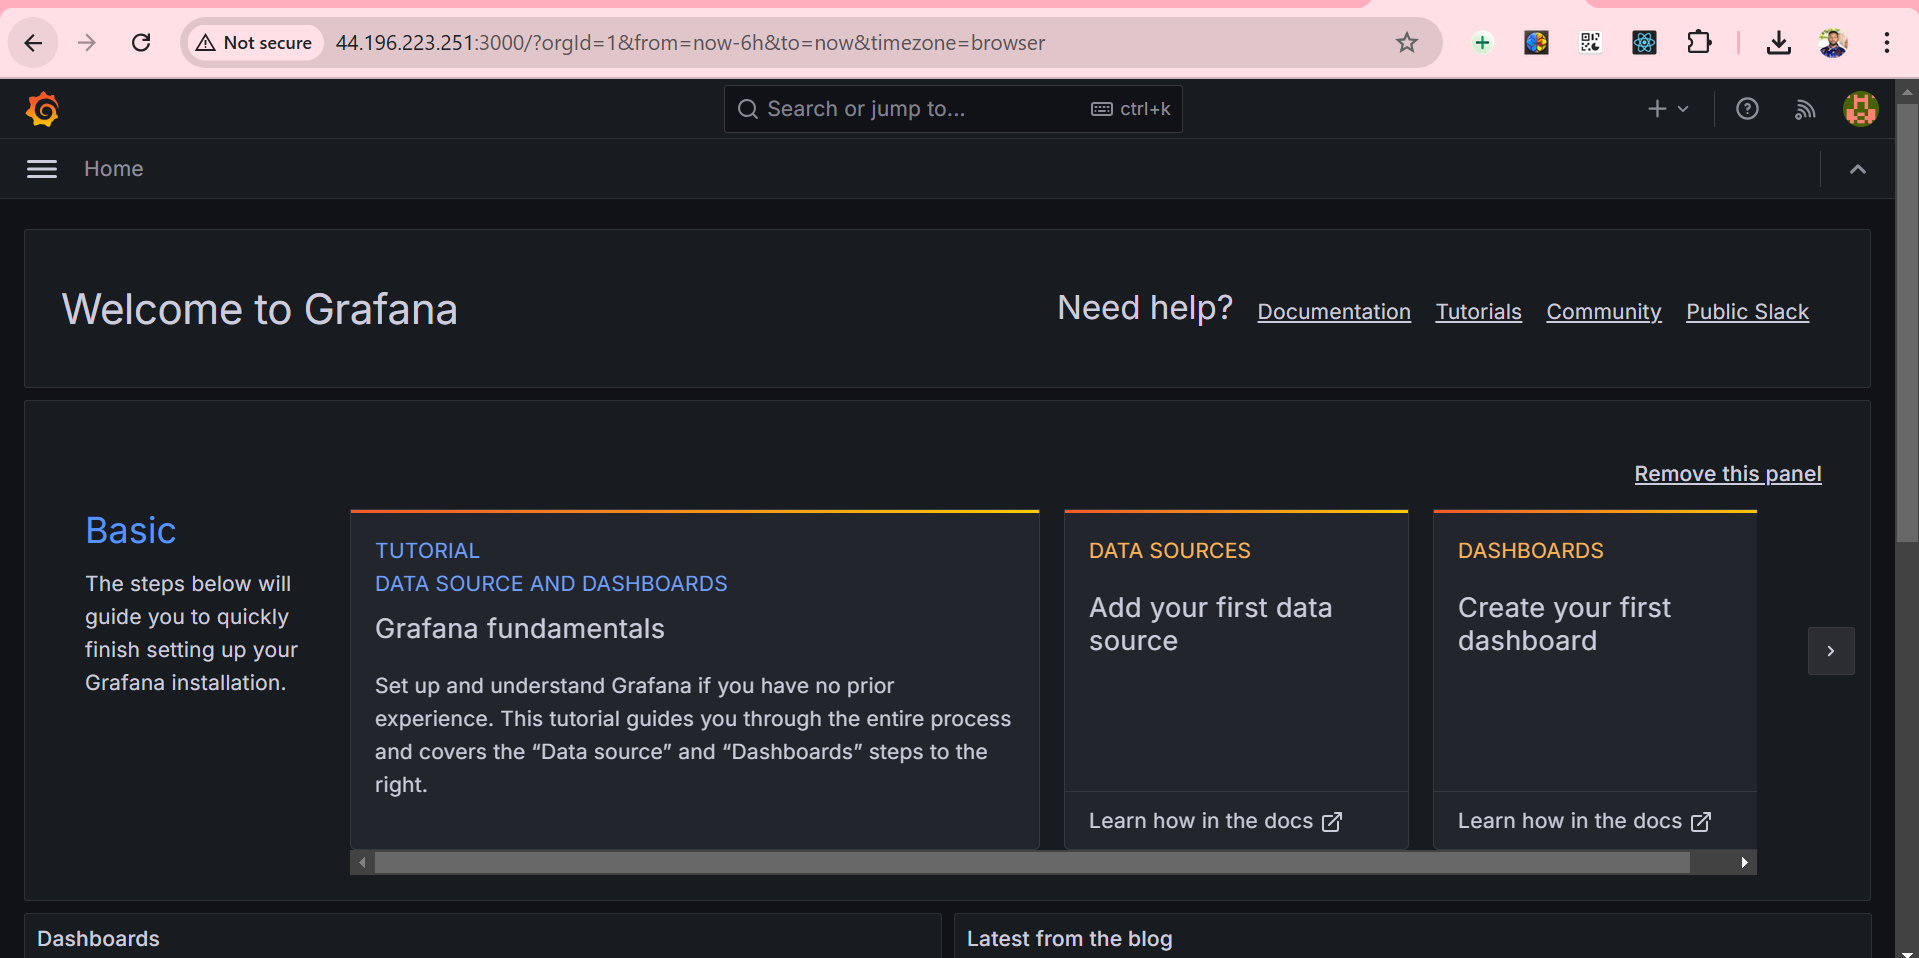 Not secure 44.196.223.251:3000/?orgId=1&from=now-6h&to=now&timezone=browser
Search or jump to... ctrl+k
Home
Welcome to Grafana
Need help? Documentation Tutorials Community Public Slack
Remove this panel
Basic
The steps below will
guide you to quickly
finish setting up your
Grafana installation.
TUTORIAL
DATA SOURCE AND DASHBOARDS
Grafana fundamentals
Set up and understand Grafana if you have no prior
experience. This tutorial guides you through the entire process
and covers the “Data source” and “Dashboards” steps to the
right.
DATA SOURCES
Add your first data
source
Learn how in the docs
DASHBOARDS
Create your first
dashboard
Learn how in the docs
Dashboards
Latest from the blog